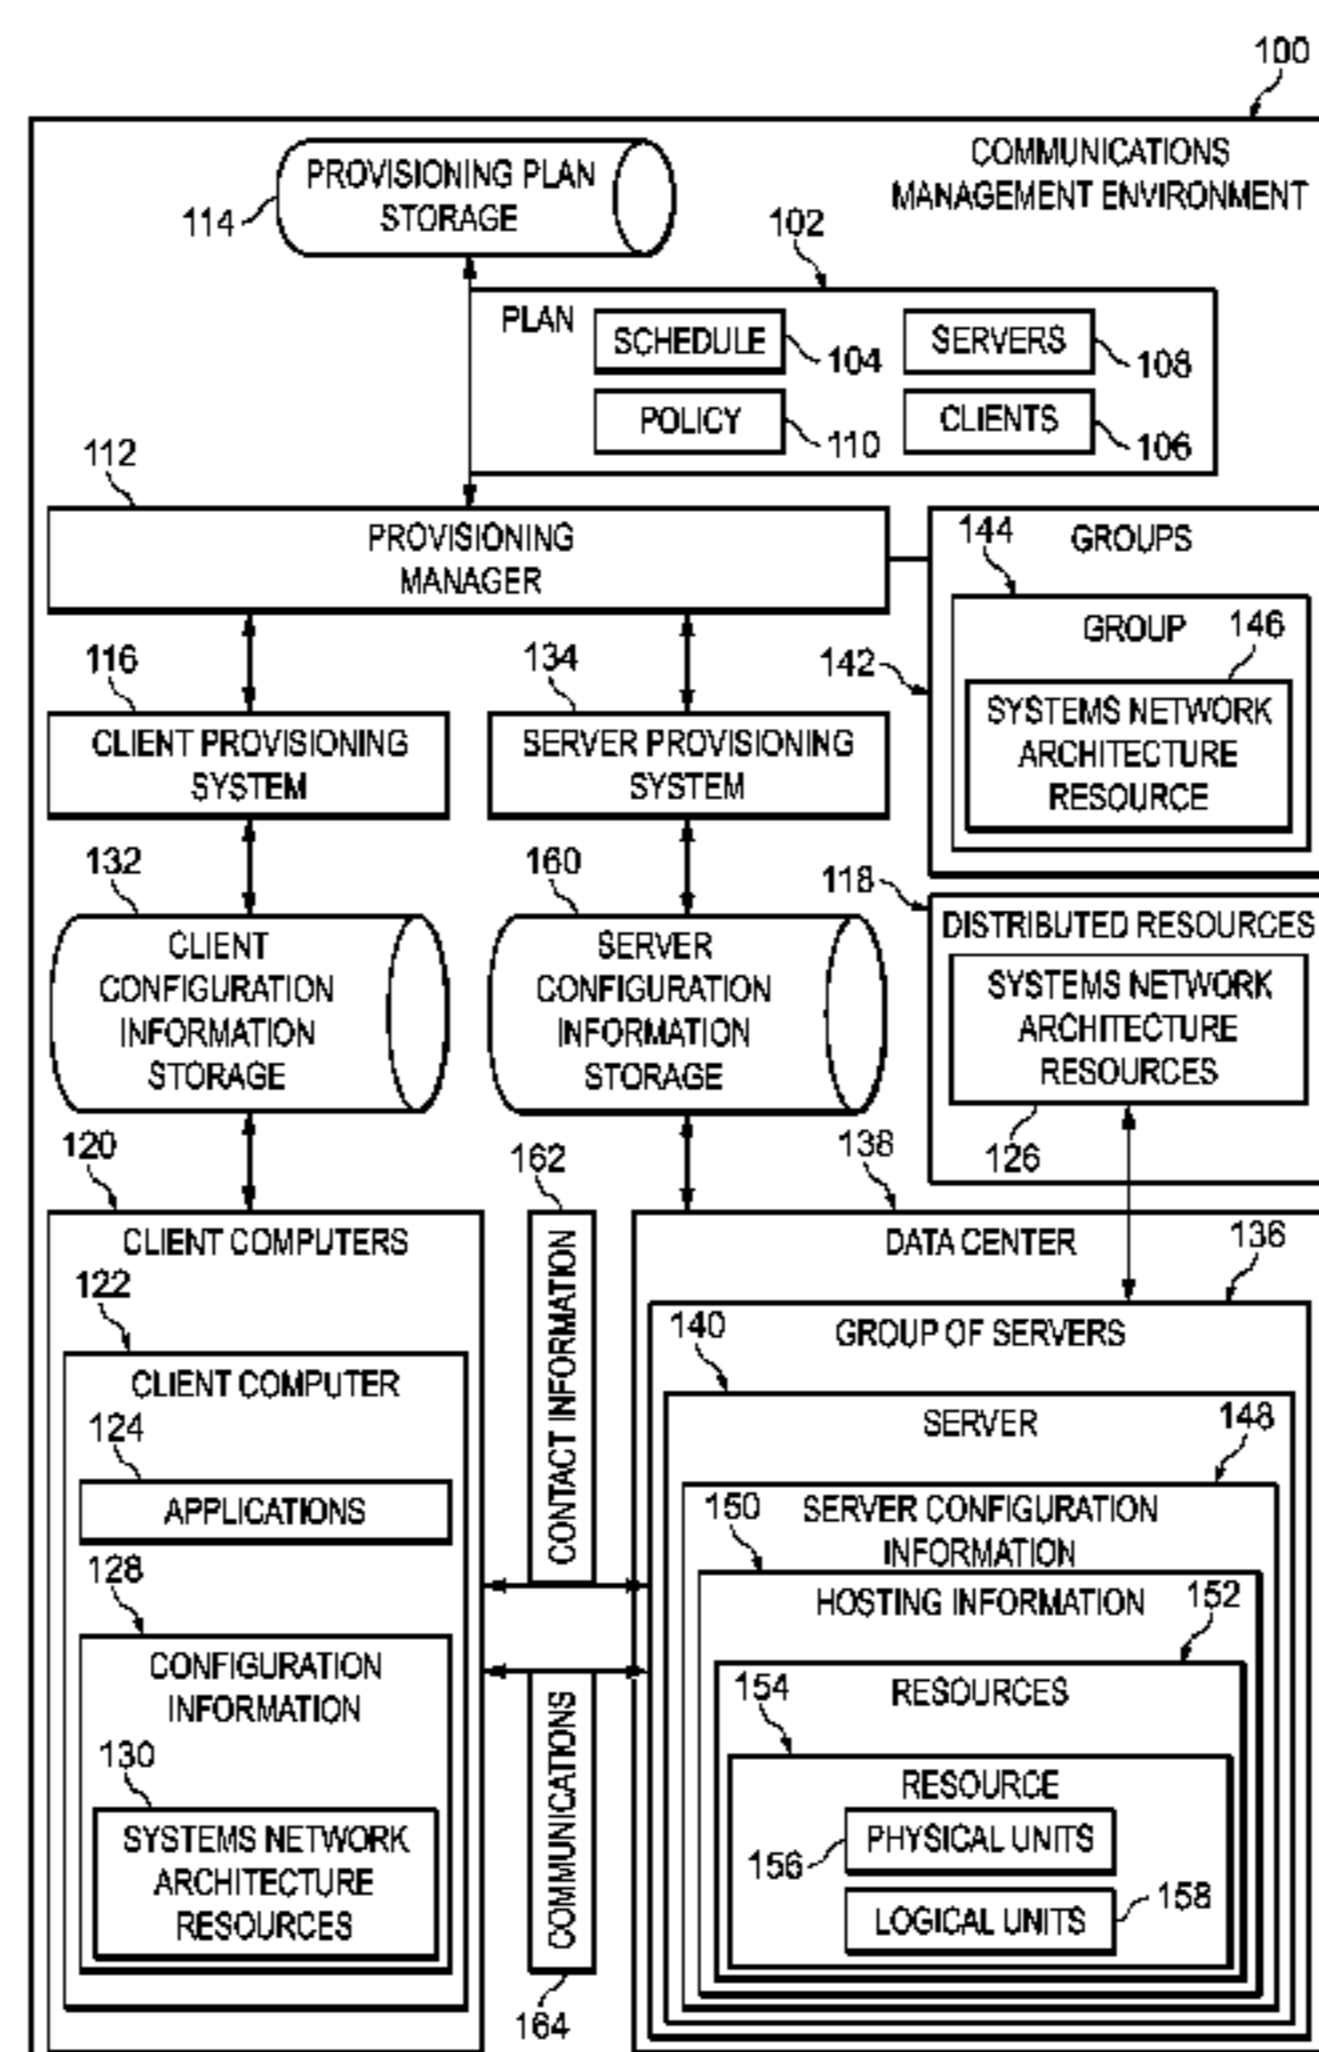 100
COMMUNICATIONS
MANAGEMENT ENVIRONMENT
PROVISIONING PLAN
STORAGE
114
102
PLAN
SCHEDULE
104
SERVERS
108
POLICY
110
CLIENTS
106
112
PROVISIONING
MANAGER
144
GROUPS
GROUP
146
142
SYSTEMS NETWORK
ARCHITECTURE
RESOURCE
116
CLIENT PROVISIONING
SYSTEM
134
SERVER PROVISIONING
SYSTEM
132
CLIENT
CONFIGURATION
INFORMATION
STORAGE
160
SERVER
CONFIGURATION
INFORMATION
STORAGE
118
DISTRIBUTED RESOURCES
SYSTEMS NETWORK
ARCHITECTURE
RESOURCES
126
120
CLIENT COMPUTERS
122
CLIENT COMPUTER
124
APPLICATIONS
128
CONFIGURATION
INFORMATION
130
SYSTEMS NETWORK
ARCHITECTURE
RESOURCES
162
CONTACT INFORMATION
COMMUNICATIONS
164
138
DATA CENTER
136
GROUP OF SERVERS
140
SERVER
148
SERVER CONFIGURATION
INFORMATION
150
HOSTING INFORMATION
152
RESOURCES
154
RESOURCE
PHYSICAL UNITS
156
LOGICAL UNITS
158